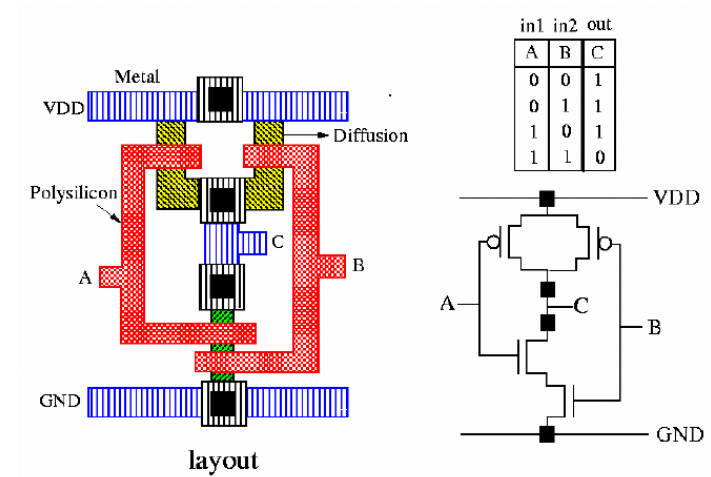 in1 in2 out
A B C
0 0 1
0 1 1
1 0 1
1 1 0
Metal
VDD
Diffusion
Polysilicon
A
C
B
GND
layout
VDD
A
C
B
GND